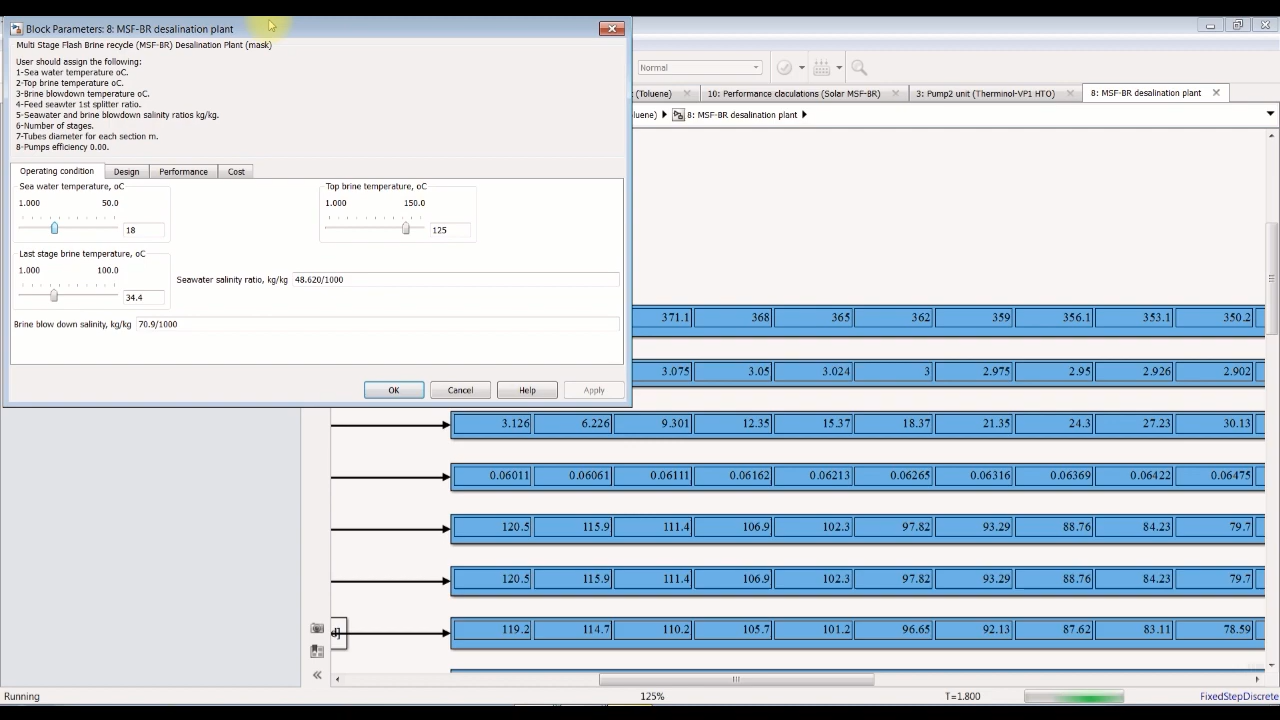 Block Parameters: 8: MSF-BR desalination plant
Multi Stage Flash Brine recycle (MSF-BR) Desalination Plant (mask)
User should assign the following:
1-Sea water temperature oC.
2-Top brine temperature oC.
3-Brine blowdown temperature oC.
4-Feed seawter 1st splitter ratio.
5-Seawater and brine blowdown salinity ratios kg/kg.
6-Number of stages.
7-Tubes diameter for each section m.
8-Pumps efficiency 0.00.
Operating condition Design Performance Cost
Sea water temperature, oC
1.000 50.0
18
Top brine temperature, oC
1.000 150.0
125
Last stage brine temperature, oC
1.000 100.0
34.4
Seawater salinity ratio, kg/kg 48.620/1000
Brine blow down salinity, kg/kg 70.9/1000
OK Cancel Help Apply
Normal
(Toluene) 10: Performance claculations (Solar MSF-BR) 3: Pump2 unit (Therminol-VP1 HTO) 8: MSF-BR desalination plant
luene) 8: MSF-BR desalination plant
371.1 368 365 362 359 356.1 353.1 350.2
3.075 3.05 3.024 3 2.975 2.95 2.926 2.902
3.126 6.226 9.301 12.35 15.37 18.37 21.35 24.3 27.23 30.13
0.06011 0.06061 0.06111 0.06162 0.06213 0.06265 0.06316 0.06369 0.06422 0.06475
120.5 115.9 111.4 106.9 102.3 97.82 93.29 88.76 84.23 79.7
120.5 115.9 111.4 106.9 102.3 97.82 93.29 88.76 84.23 79.7
d] 119.2 114.7 110.2 105.7 101.2 96.65 92.13 87.62 83.11 78.59
Running 125% T=1.800 FixedStepDiscrete